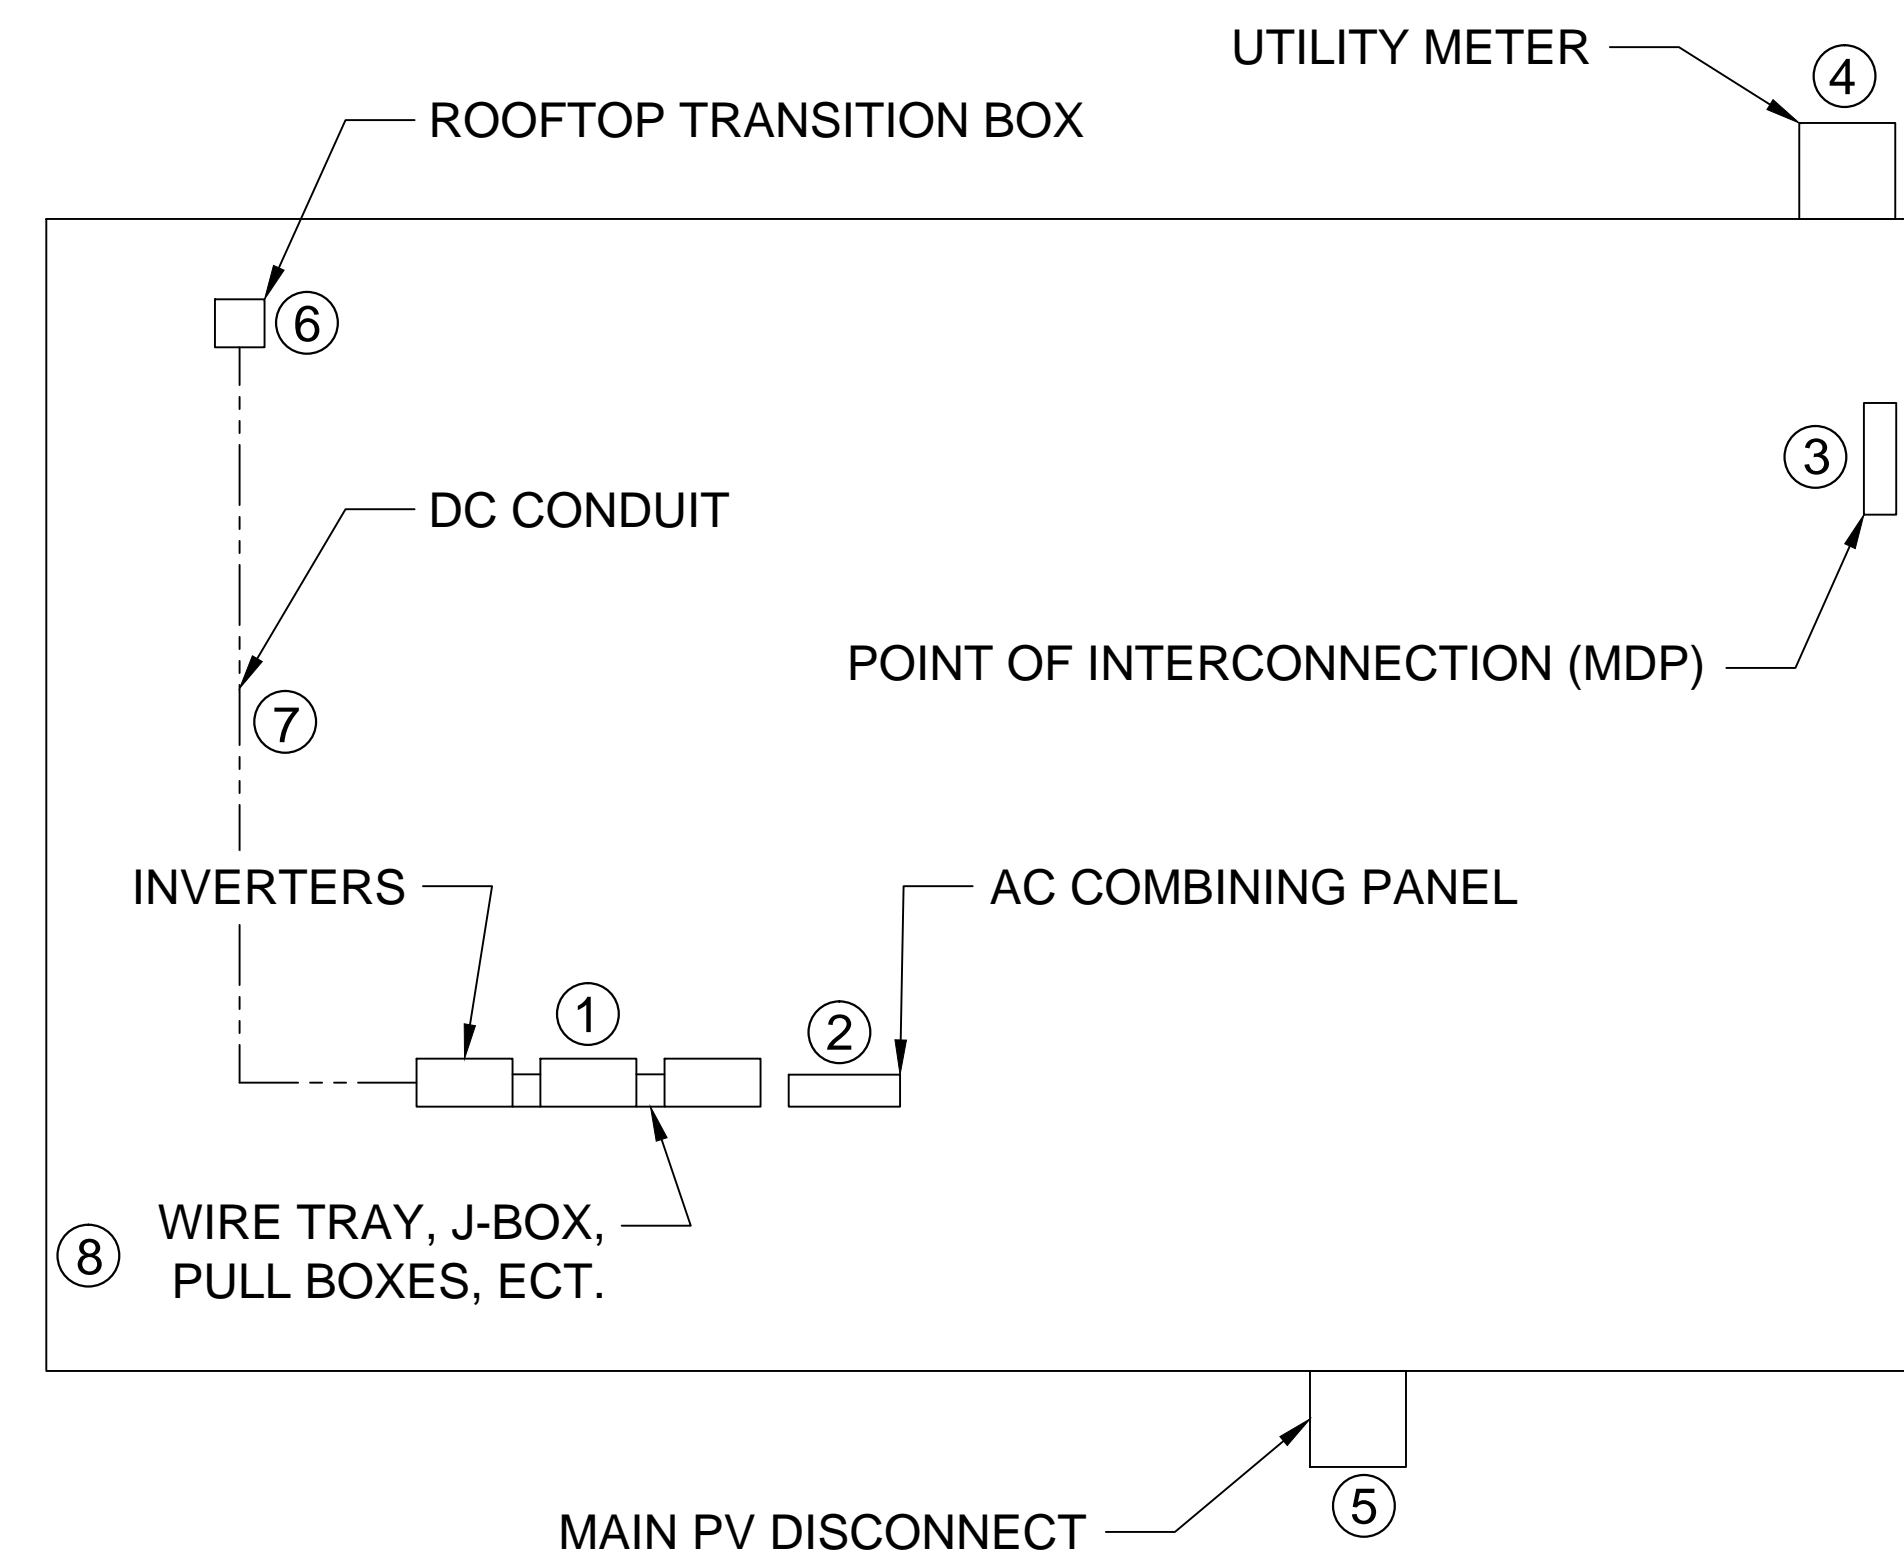 UTILITY METER
4
ROOFTOP TRANSITION BOX
6
3
DC CONDUIT
POINT OF INTERCONNECTION (MDP)
7
INVERTERS
AC COMBINING PANEL
1
2
WIRE TRAY, J-BOX,
PULL BOXES, ECT.
8
5
MAIN PV DISCONNECT